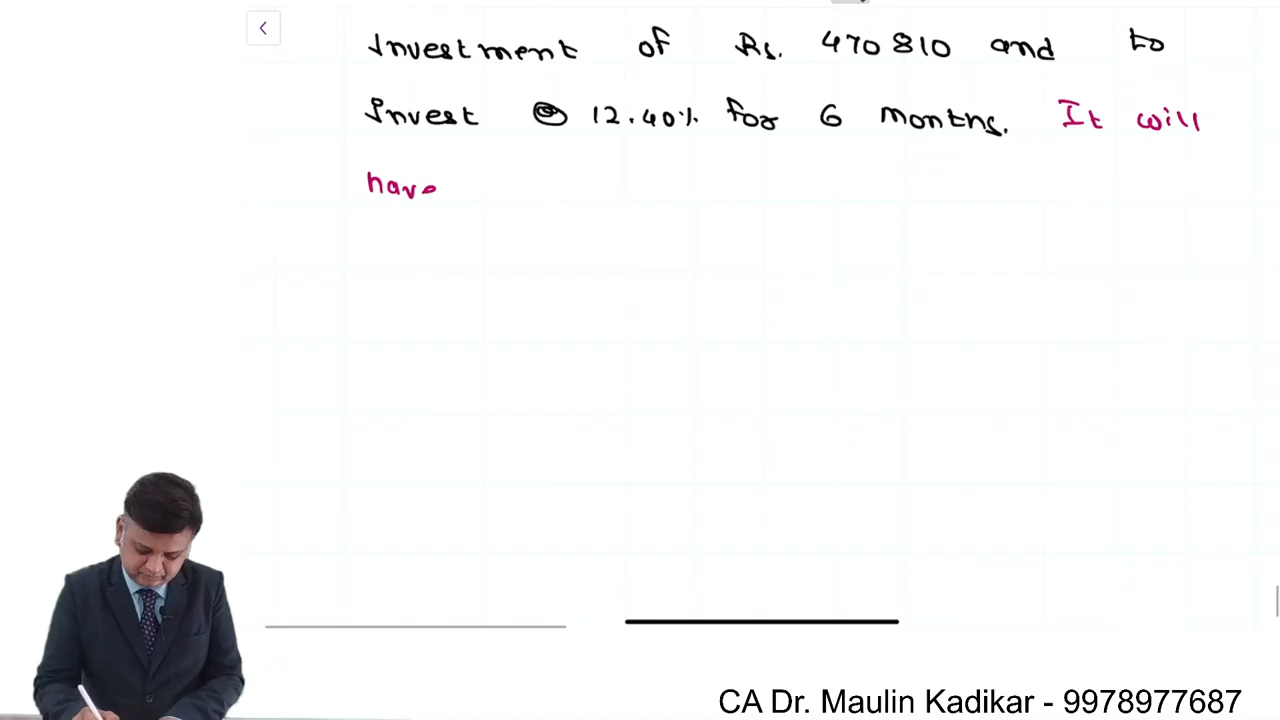 Investment of Rs. 470810 and to
Invest @ 12.40% for 6 months. It will
have
CA Dr. Maulin Kadikar - 9978977687